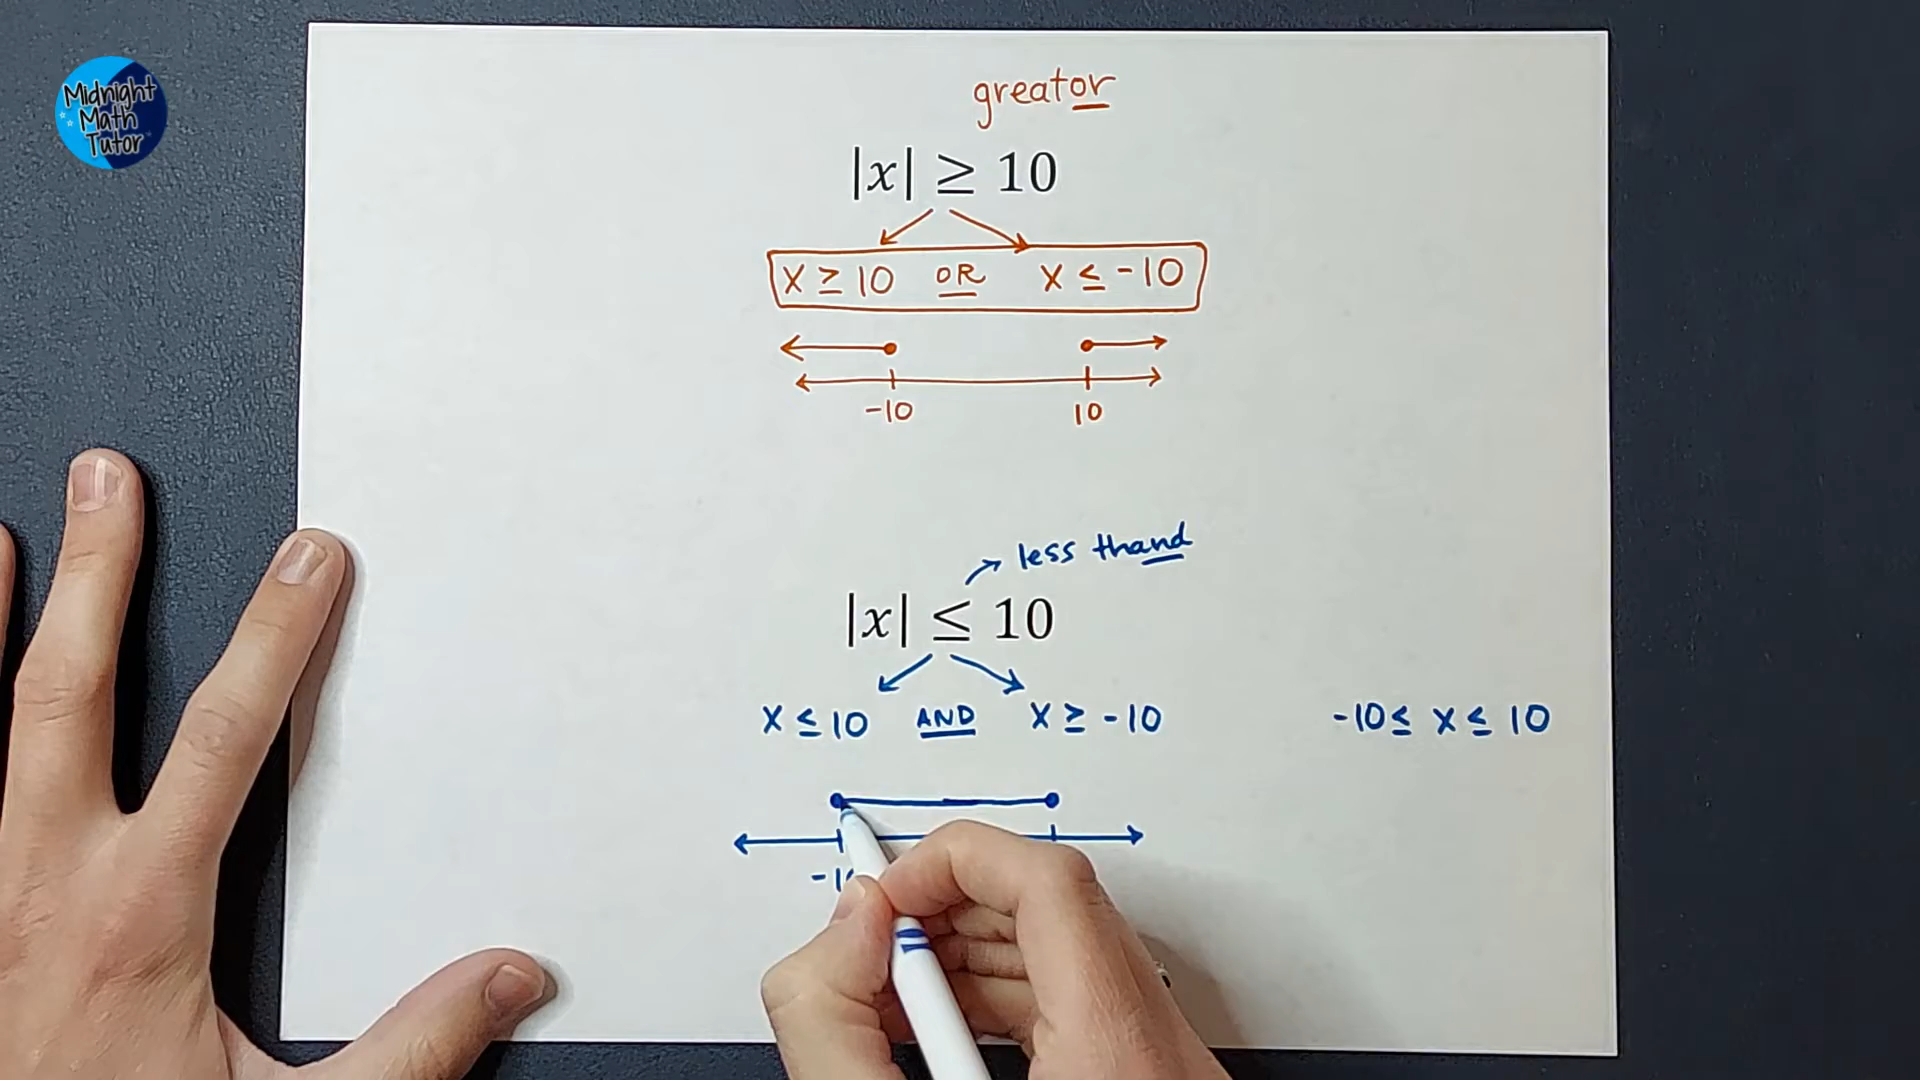 Midnight
Math
Tutor
greator
|x| ≥ 10
x ≥ 10 OR x ≤ -10
-10 10
less thand
|x| ≤ 10
x ≤ 10 AND x ≥ -10 -10 ≤ x ≤ 10